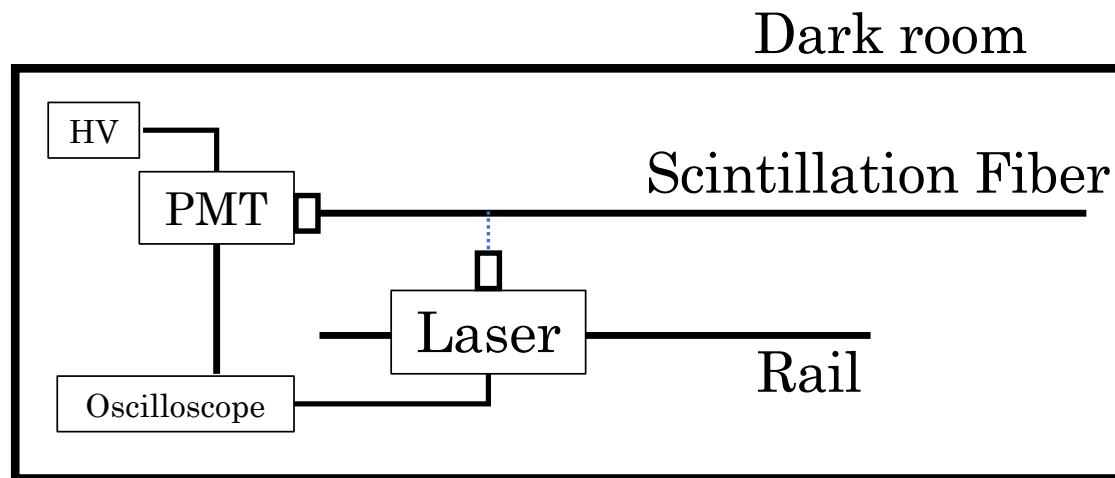 Dark room
HV
Scintillation Fiber
PMT
Laser
Rail
Oscilloscope